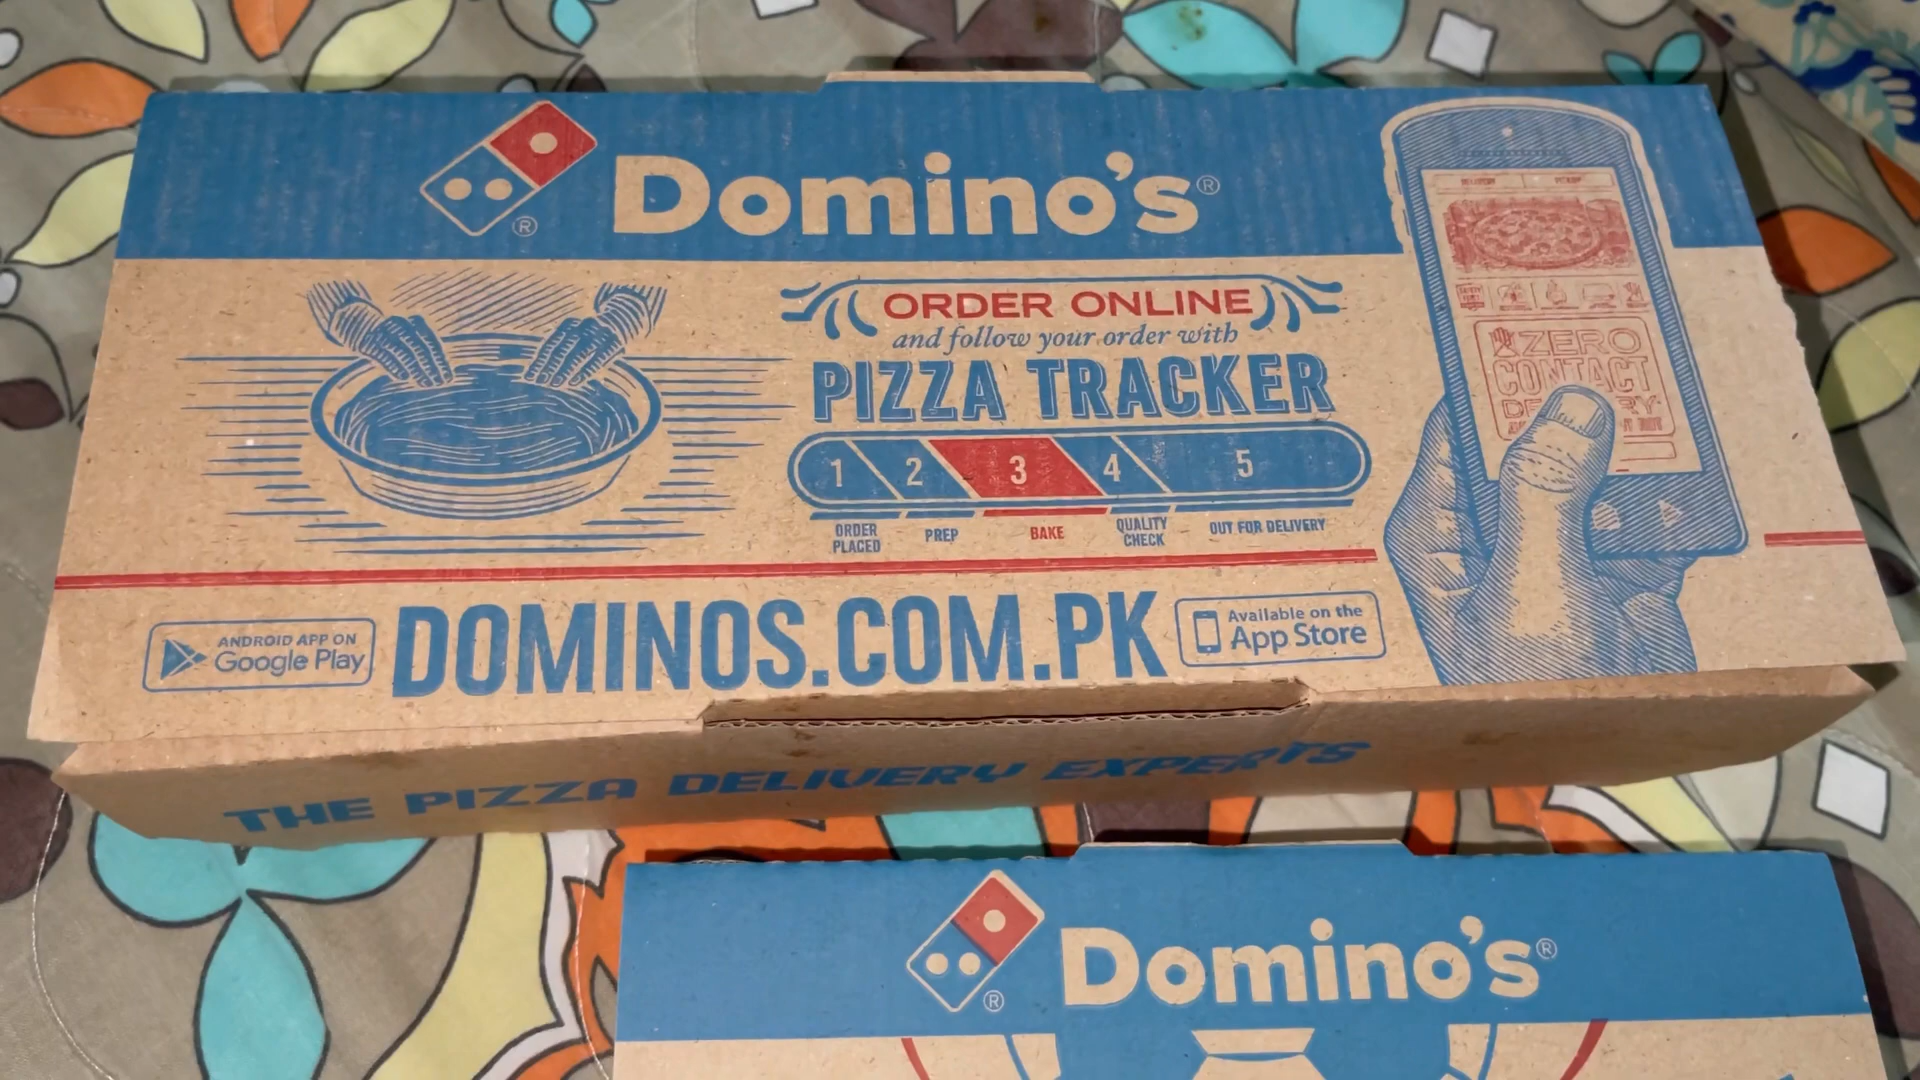 Domino's®
®
DELIVERY PICKUP
ORDER ONLINE
and follow your order with
PIZZA TRACKER
1 2 3 4 5
ORDER PLACED PREP BAKE QUALITY CHECK OUT FOR DELIVERY
ZERO
CONTACT
ANDROID APP ON
Google Play
DOMINOS.COM.PK
Available on the
App Store
THE PIZZA DELIVERY EXPERTS
Domino's®
®